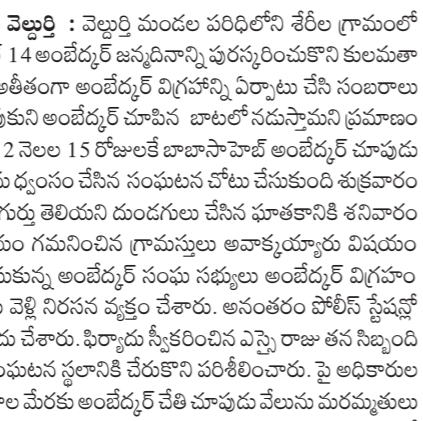 వెల్దుర్తి : వెల్దుర్తి మండల పరిధిలోని శేరీల గ్రామంలో
14 అంబేద్కర్ జన్మదినాన్ని పురస్కరించుకొని కులమతా
అతీతంగా అంబేద్కర్ విగ్రహాన్ని ఏర్పాటు చేసి సంబరాలు
అంబేద్కర్ చూపిన బాటలో నడుస్తామని ప్రమాణం
2 నెలల 15 రోజులకే బాబాసాహెబ్ అంబేద్కర్ చూపుడు
ధ్వంసం చేసిన సంఘటన చోటు చేసుకుంది శుక్రవారం
గుర్తు తెలియని దుండగులు చేసిన ఘాతకానికి శనివారం
గమనించిన గ్రామస్తులు అవాక్కయ్యారు విషయం
అంబేద్కర్ సంఘ సభ్యులు అంబేద్కర్ విగ్రహం
వెళ్లి నిరసన వ్యక్తం చేశారు. అనంతరం పోలీస్ స్టేషన్లో
చేశారు. ఫిర్యాదు స్వీకరించిన ఎస్సై రాజు తన సిబ్బంది
స్థలానికి చేరుకొని పరిశీలించారు. పై అధికారుల
మేరకు అంబేద్కర్ చేతి చూపుడు వేలును మరమ్మతులు